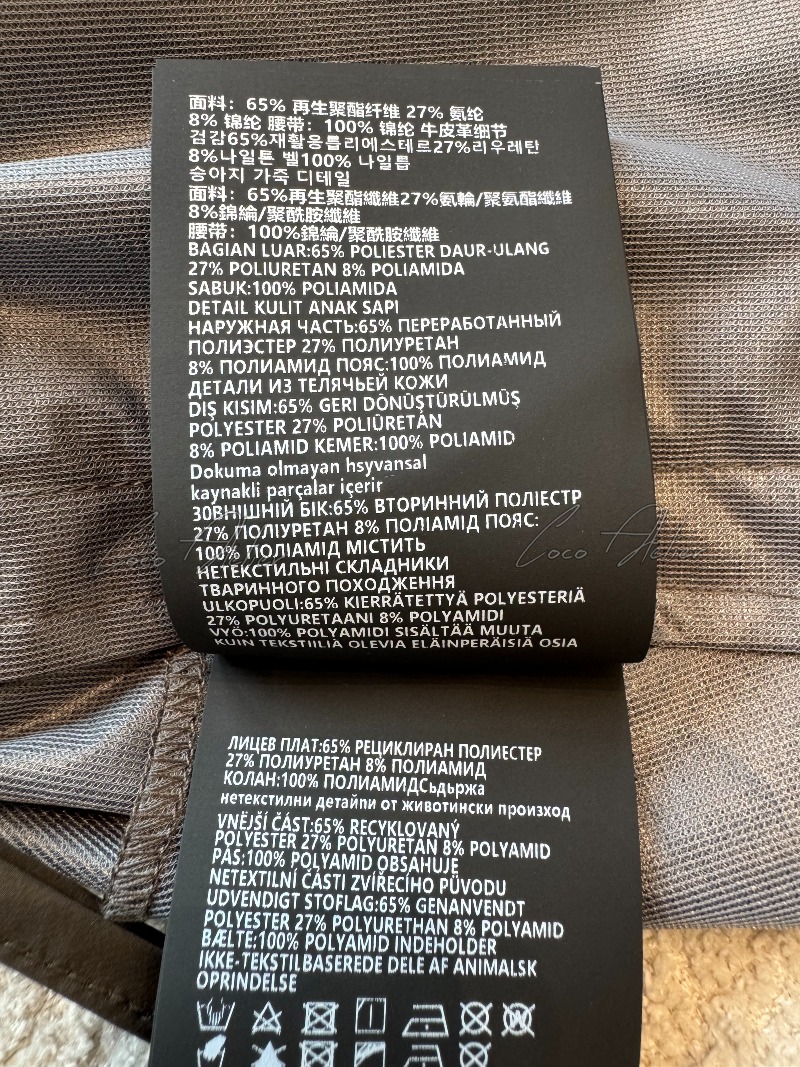 面料：65% 再生聚酯纤维 27% 氨纶
8% 锦纶 腰带：100% 锦纶 牛皮革细节
겉감65%재활용폴리에스테르27%리우레탄
8%나일론 벨100% 나일롭
송아지 가죽 디테일
面料：65%再生聚酯纖維27%氨輪/聚氨酯纖維
8%錦綸/聚酰胺纖維
腰带：100%錦綸/聚酰胺纖維
BAGIAN LUAR:65% POLIESTER DAUR-ULANG
27% POLIURETAN 8% POLIAMIDA
SABUK:100% POLIAMIDA
DETAIL KULIT ANAK SAPI
НАРУЖНАЯ ЧАСТЬ:65% ПЕРЕРАБОТАННЫЙ
ПОЛИЭСТЕР 27% ПОЛИУРЕТАН
8% ПОЛИАМИД ПОЯС:100% ПОЛИАМИД
ДЕТАЛИ ИЗ ТЕЛЯЧЬЕЙ КОЖИ
DIŞ KISIM:65% GERI DÖNÜŞTÜRÜLMÜŞ
POLYESTER 27% POLIÜRETAN
8% POLIAMID KEMER:100% POLIAMID
Dokuma olmayan hsyvansal
kaynakli parçalar içerir
30ВНІШНІЙ БІК:65% ВТОРИННИЙ ПОЛІЕСТР
27% ПОЛІУРЕТАН 8% ПОЛІАМІД ПОЯС:
100% ПОЛІАМІД МІСТИТЬ
НЕТЕКСТИЛЬНІ СКЛАДНИКИ
ТВАРИННОГО ПОХОДЖЕННЯ
ULKOPUOLI:65% KIERRÄTETTYÄ POLYESTERIÄ
27% POLYURETAANI 8% POLYAMIDI
VYÖ:100% POLYAMIDI SISÄLTÄÄ MUUTA
KUIN TEKSTIILIÄ OLEVIA ELÄINPERÄISIÄ OSIA
ЛИЦЕВ ПЛАТ:65% РЕЦИКЛИРАН ПОЛИЕСТЕР
27% ПОЛИУРЕТАН 8% ПОЛИАМИД
КОЛАН:100% ПОЛИАМИДСьдьржа
нетекстилни детайли от животински произход
VNĚJŠÍ ČÁST:65% RECYKLOVANÝ
POLYESTER 27% POLYURETAN 8% POLYAMID
PÁS:100% POLYAMID OBSAHUJE
NETEXTILNÍ ČÁSTI ZVÍŘECÍHO PŮVODU
UDVENDIGT STOFLAG:65% GENANVENDT
POLYESTER 27% POLYURETHAN 8% POLYAMID
BÆLTE:100% POLYAMID INDEHOLDER
IKKE-TEKSTILBASEREDE DELE AF ANIMALSK
OPRINDELSE